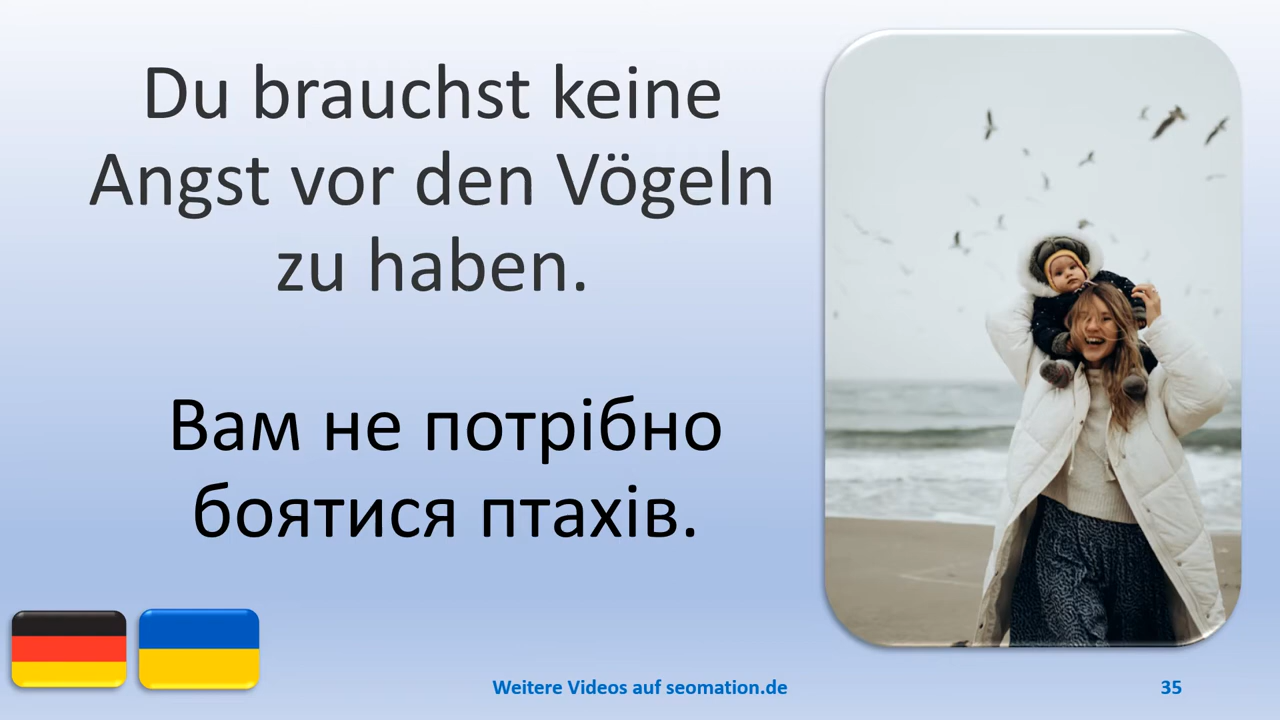 Du brauchst keine
Angst vor den Vögeln
zu haben.
Вам не потрібно
боятися птахів.
Weitere Videos auf seomation.de
35